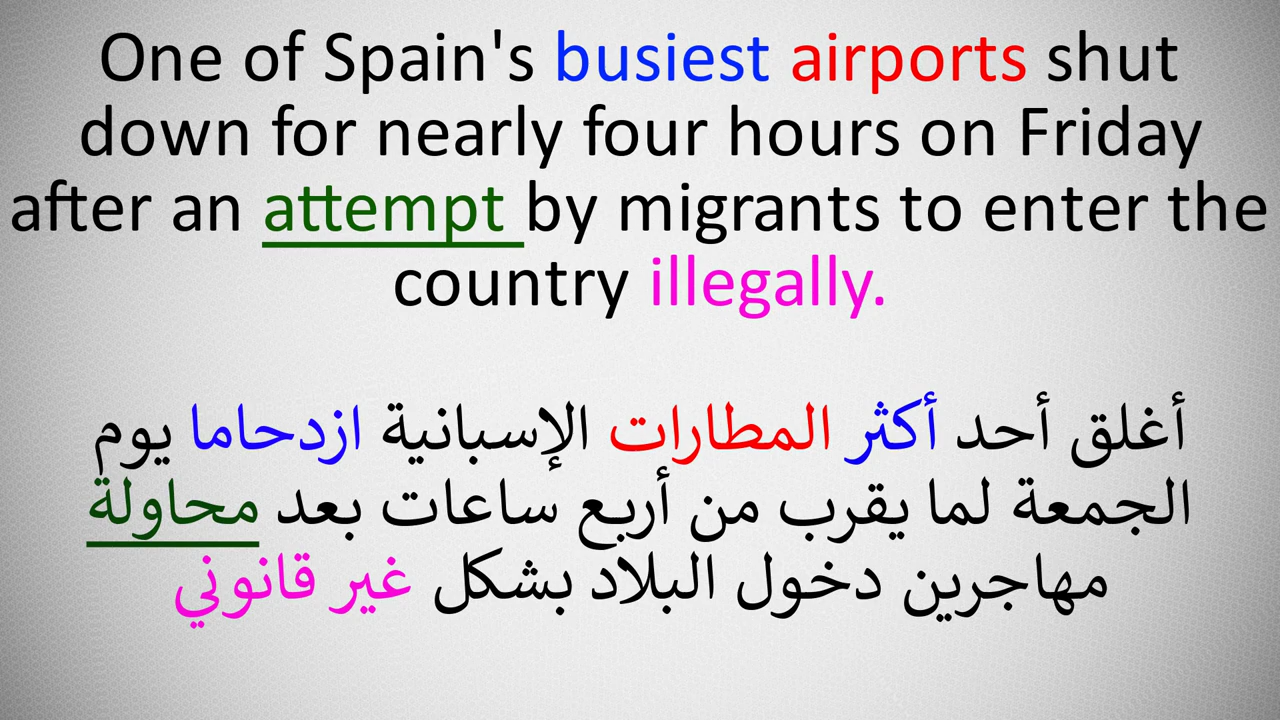 One of Spain's busiest airports shut
down for nearly four hours on Friday
after an attempt by migrants to enter the
country illegally.
أغلق أحد أكثر المطارات الإسبانية ازدحاما يوم
الجمعة لما يقرب من أربع ساعات بعد محاولة
مهاجرين دخول البلاد بشكل غير قانوني